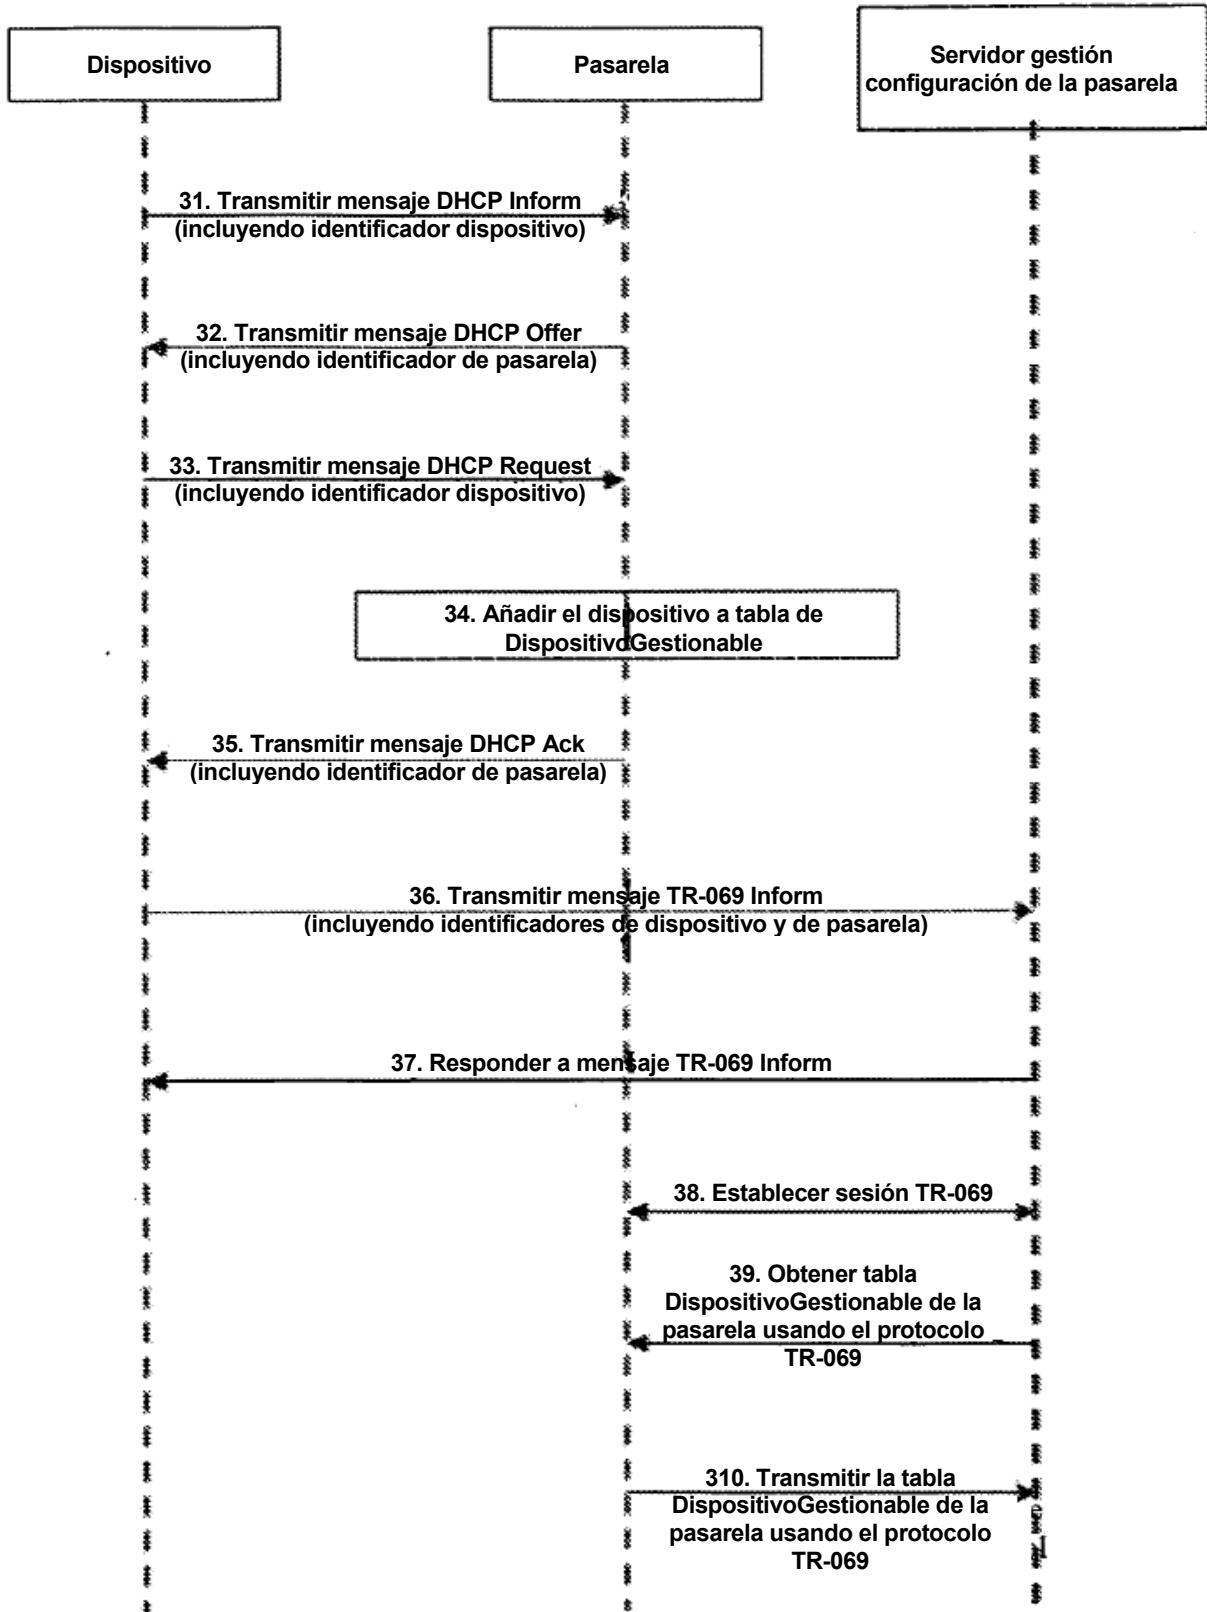 Dispositivo
Pasarela
Servidor gestión
configuración de la pasarela
31. Transmitir mensaje DHCP Inform
(incluyendo identificador dispositivo)
32. Transmitir mensaje DHCP Offer
(incluyendo identificador de pasarela)
33. Transmitir mensaje DHCP Request
(incluyendo identificador dispositivo)
34. Añadir el dispositivo a tabla de
DispositivoGestionable
35. Transmitir mensaje DHCP Ack
(incluyendo identificador de pasarela)
36. Transmitir mensaje TR-069 Inform
(incluyendo identificadores de dispositivo y de pasarela)
37. Responder a mensaje TR-069 Inform
38. Establecer sesión TR-069
39. Obtener tabla
DispositivoGestionable de la
pasarela usando el protocolo
TR-069
310. Transmitir la tabla
DispositivoGestionable de la
pasarela usando el protocolo
TR-069